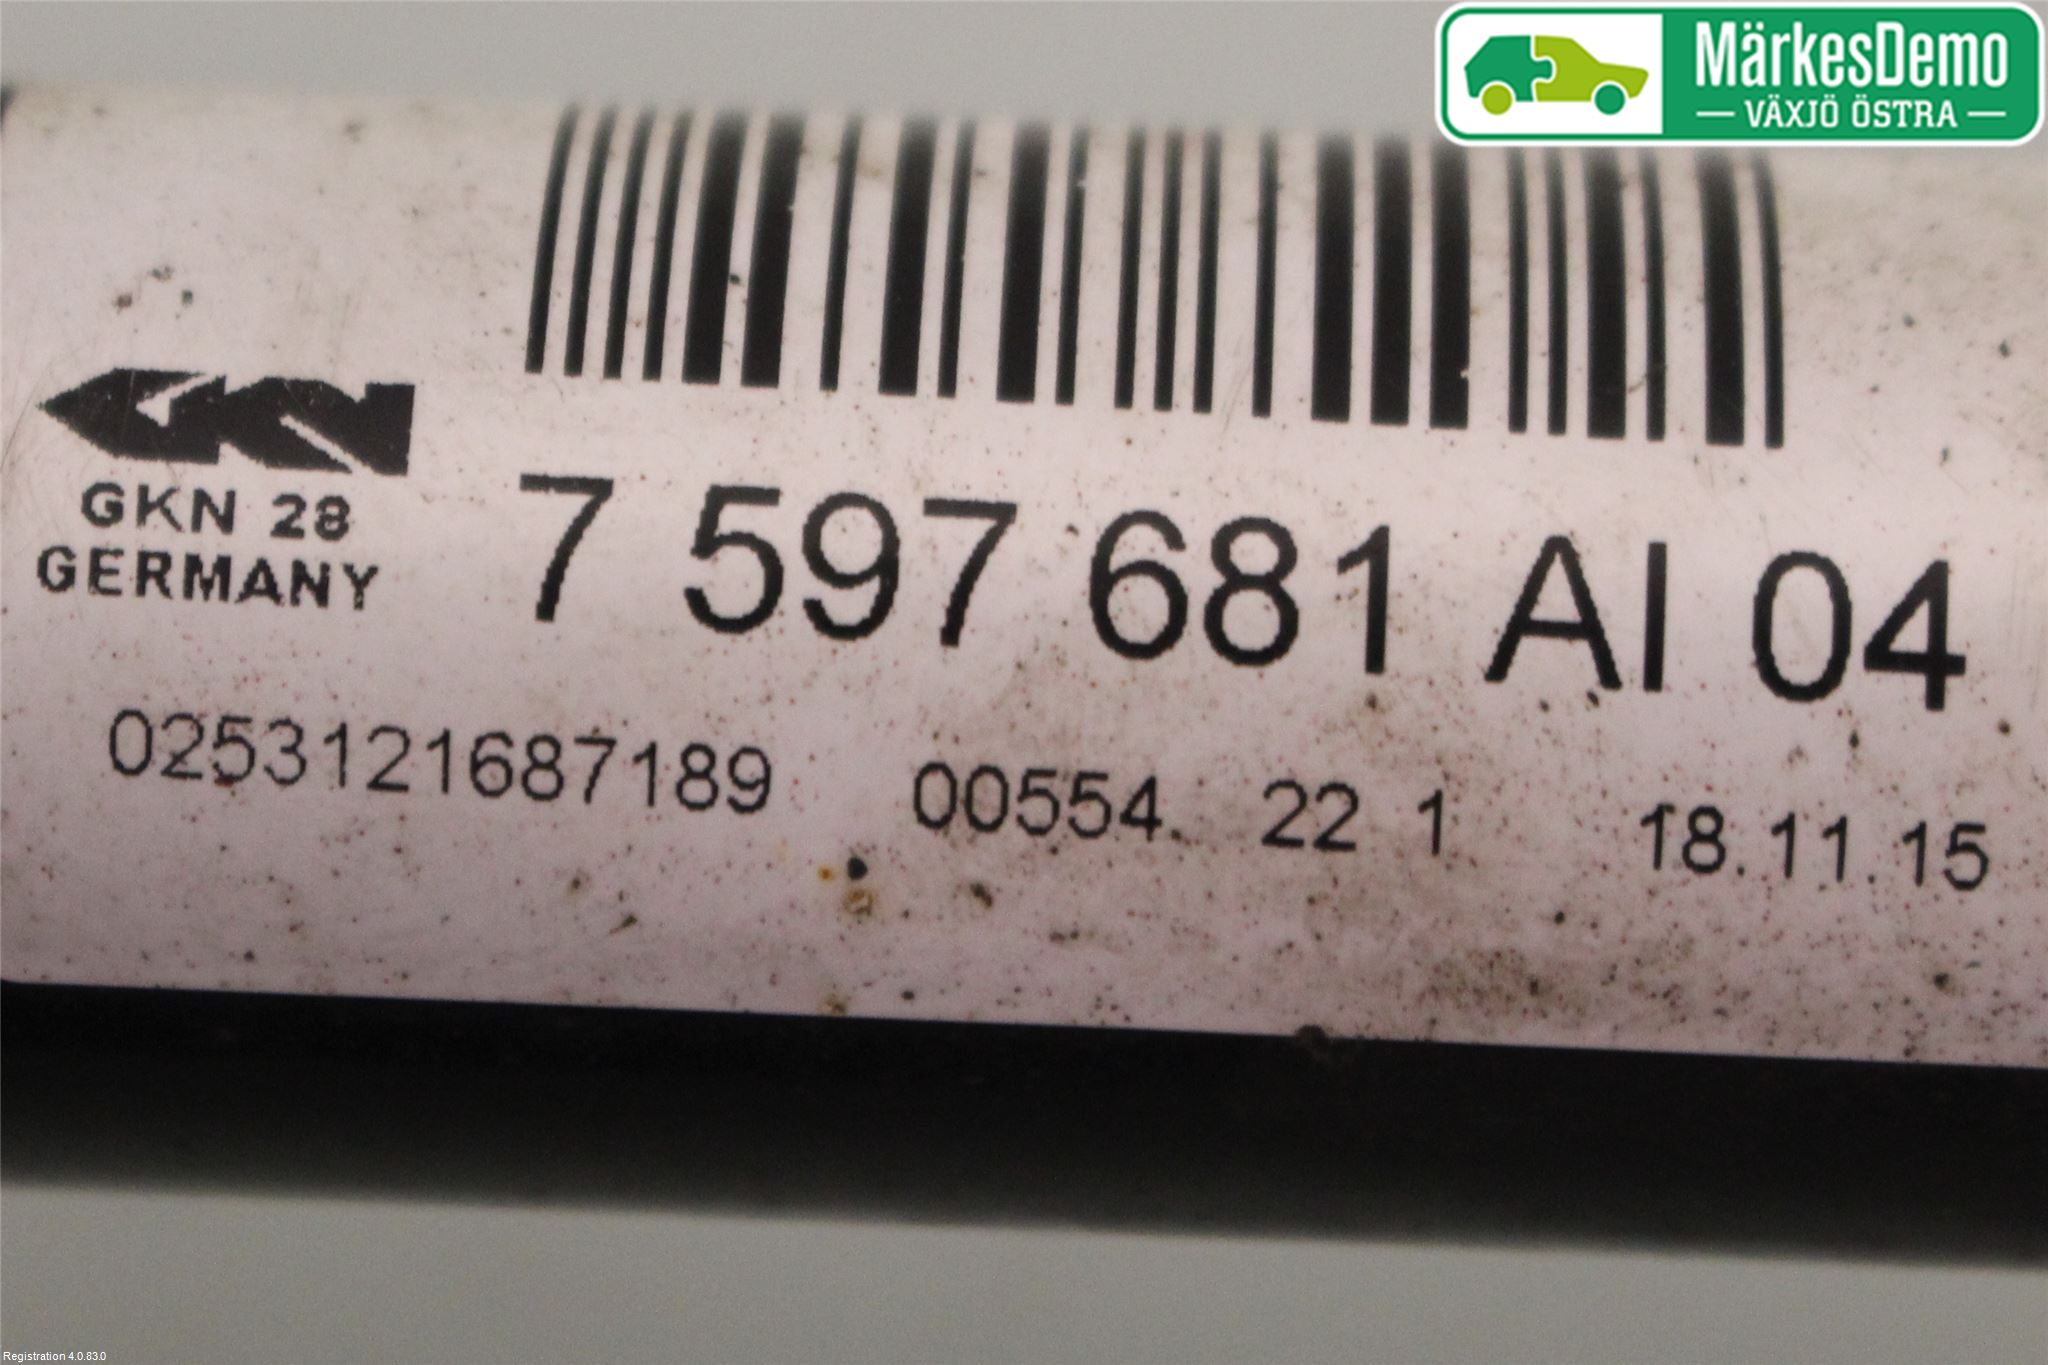 MärkesDemo
VÄXJÖ ÖSTRA
GKN
GKN 28
GERMANY
7 597 681 AI 04
0253121687189 00554 22 1 18.11.15
Registration 4.0.83.0